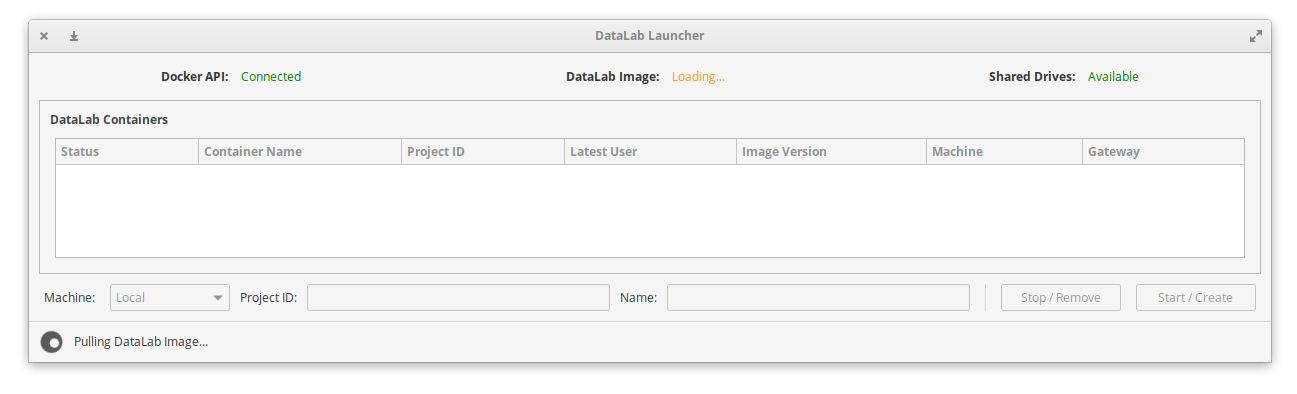 DataLab Launcher
Docker API: Connected DataLab Image: Loading... Shared Drives: Available
DataLab Containers
Status Container Name Project ID Latest User Image Version Machine Gateway
Machine: Local Project ID: Name: Stop / Remove Start / Create
Pulling DataLab Image...